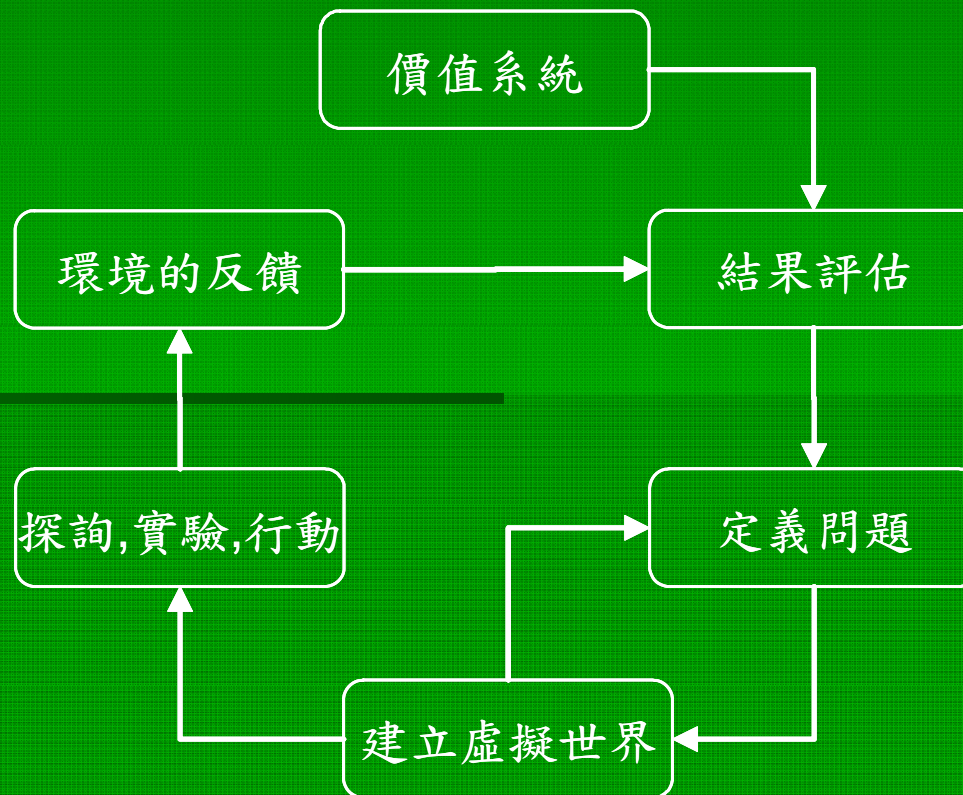 價值系統
環境的反饋
結果評估
探詢,實驗,行動
定義問題
建立虛擬世界